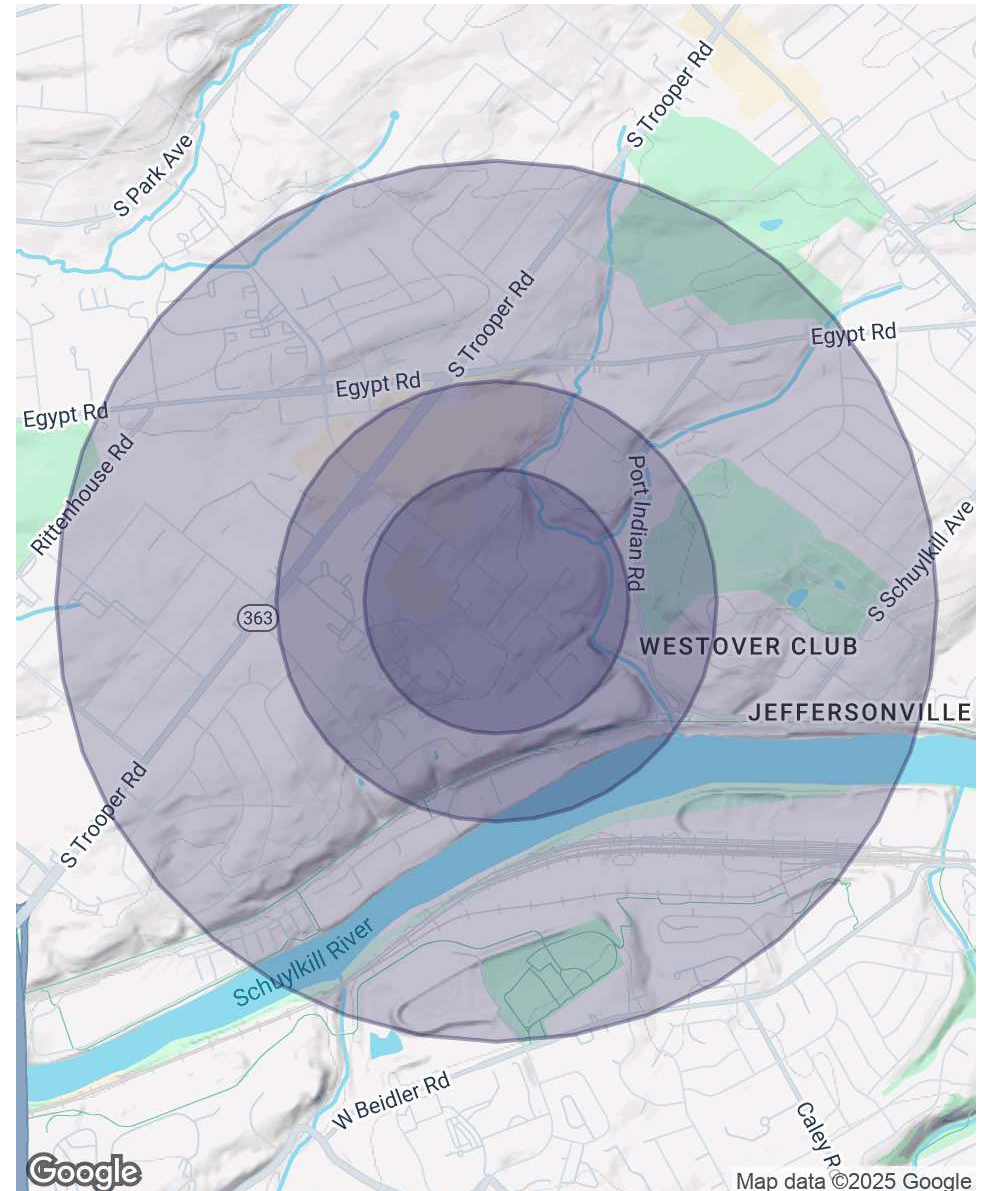 S Trooper Rd
S Park Ave
S Trooper Rd
Egypt Rd
Egypt Rd
Egypt Rd
Rittenhouse Rd
Port Indian Rd
S Schuylkill Ave
363
WESTOVER CLUB
JEFFERSONVILLE
S Trooper Rd
Schuylkill River
W Beidler Rd
Caley R
Google
Map data ©2025 Google